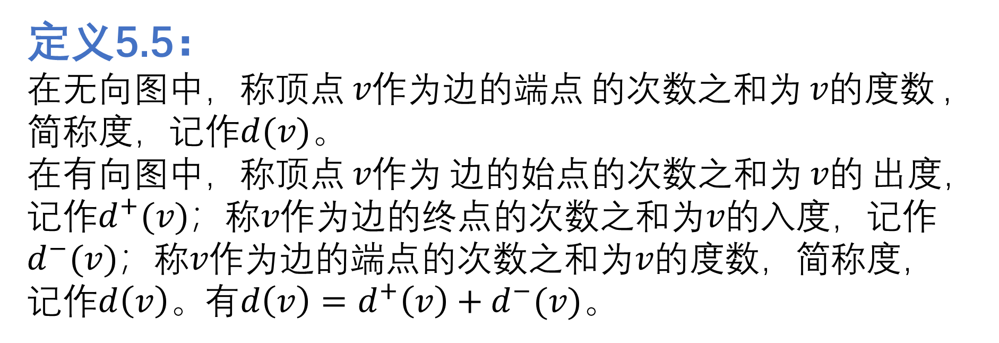 定义5.5：
在无向图中，称顶点 v作为边的端点 的次数之和为 v的度数，
简称度，记作d(v)。
在有向图中，称顶点 v作为 边的始点的次数之和为 v的 出度，
记作d⁺(v)；称v作为边的终点的次数之和为v的入度，记作
d⁻(v)；称v作为边的端点的次数之和为v的度数，简称度，
记作d(v)。有d(v) = d⁺(v) + d⁻(v)。